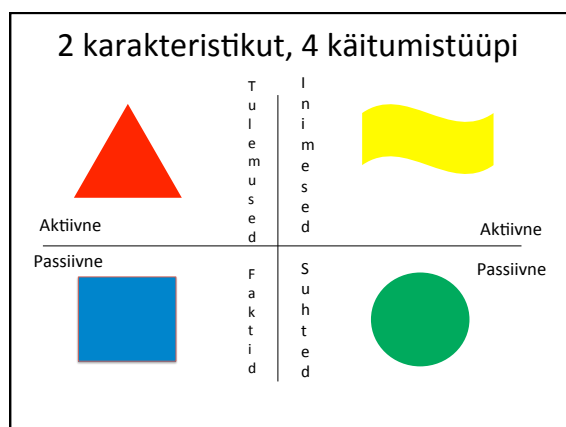 2 karakteristikut, 4 käitumistüüpi
Tulemused
Inimesed
Aktiivne
Aktiivne
Passiivne
Passiivne
Faktid
Suhted